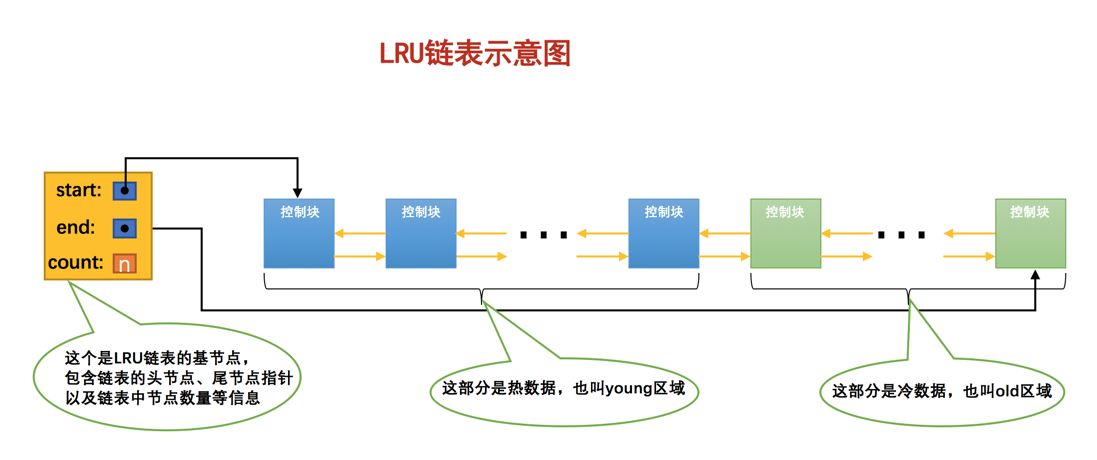 LRU链表示意图
start:
end:
count: n
控制块 控制块 控制块 控制块 控制块
这个是LRU链表的基节点，
包含链表的头节点、尾节点指针
以及链表中节点数量等信息
这部分是热数据，也叫young区域
这部分是冷数据，也叫old区域